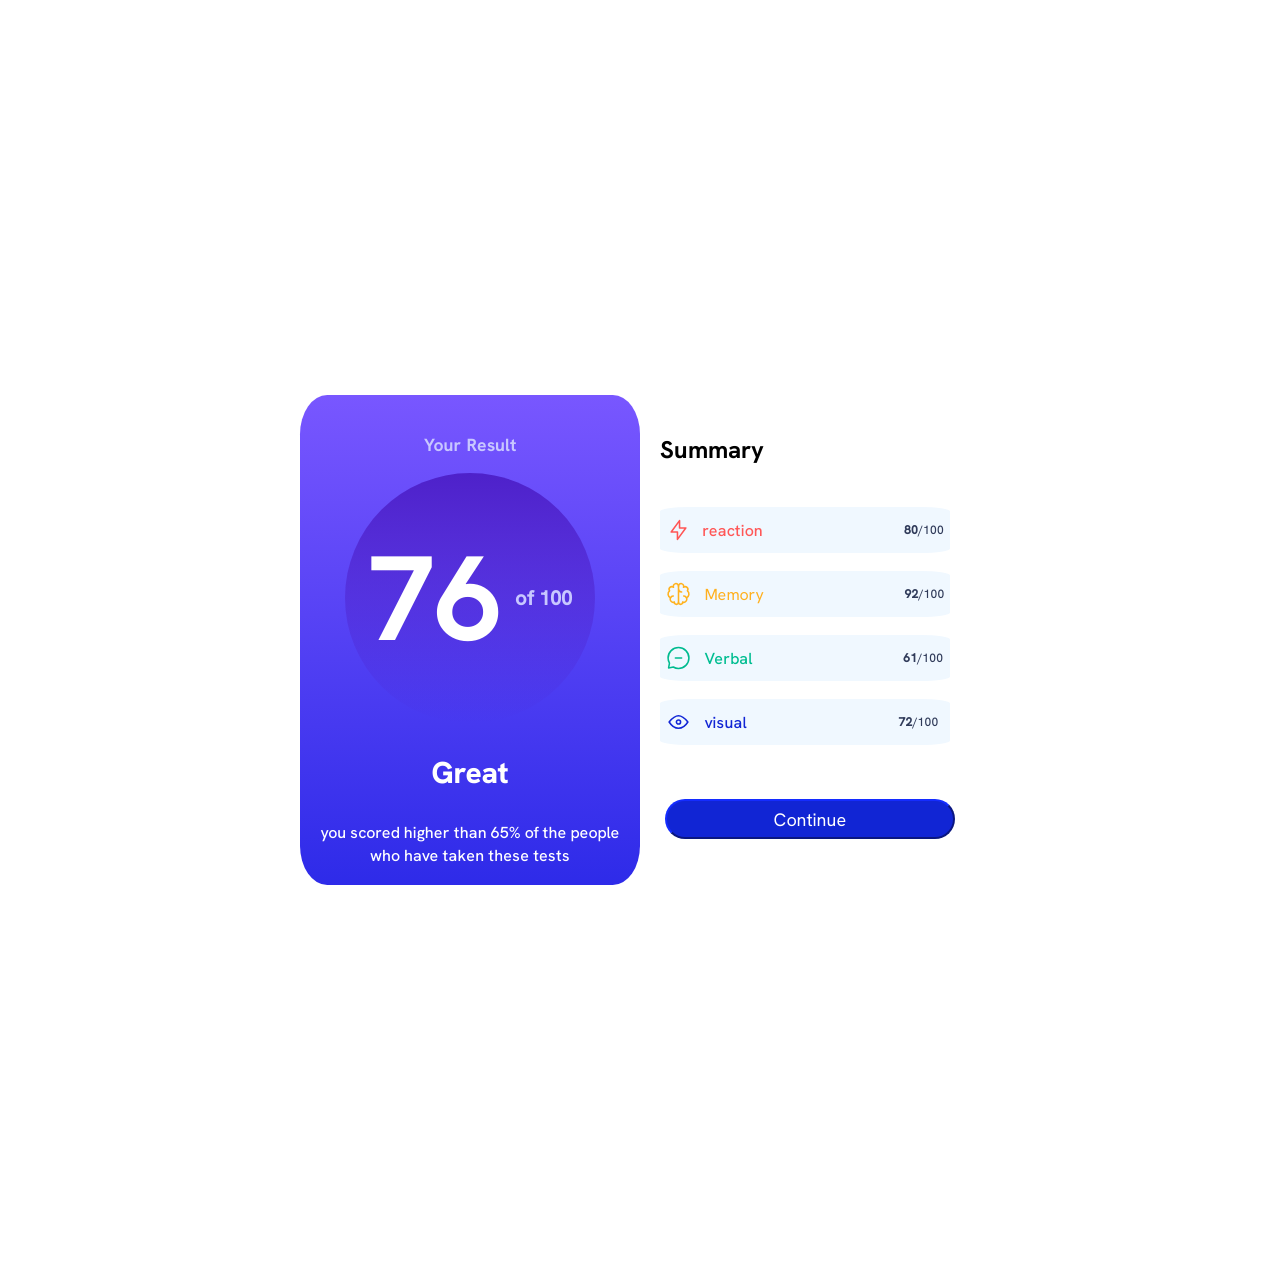 Your Result
76 of 100
Great
you scored higher than 65% of the people
who have taken these tests
Summary
reaction 80/100
Memory 92/100
Verbal 61/100
visual 72/100
Continue